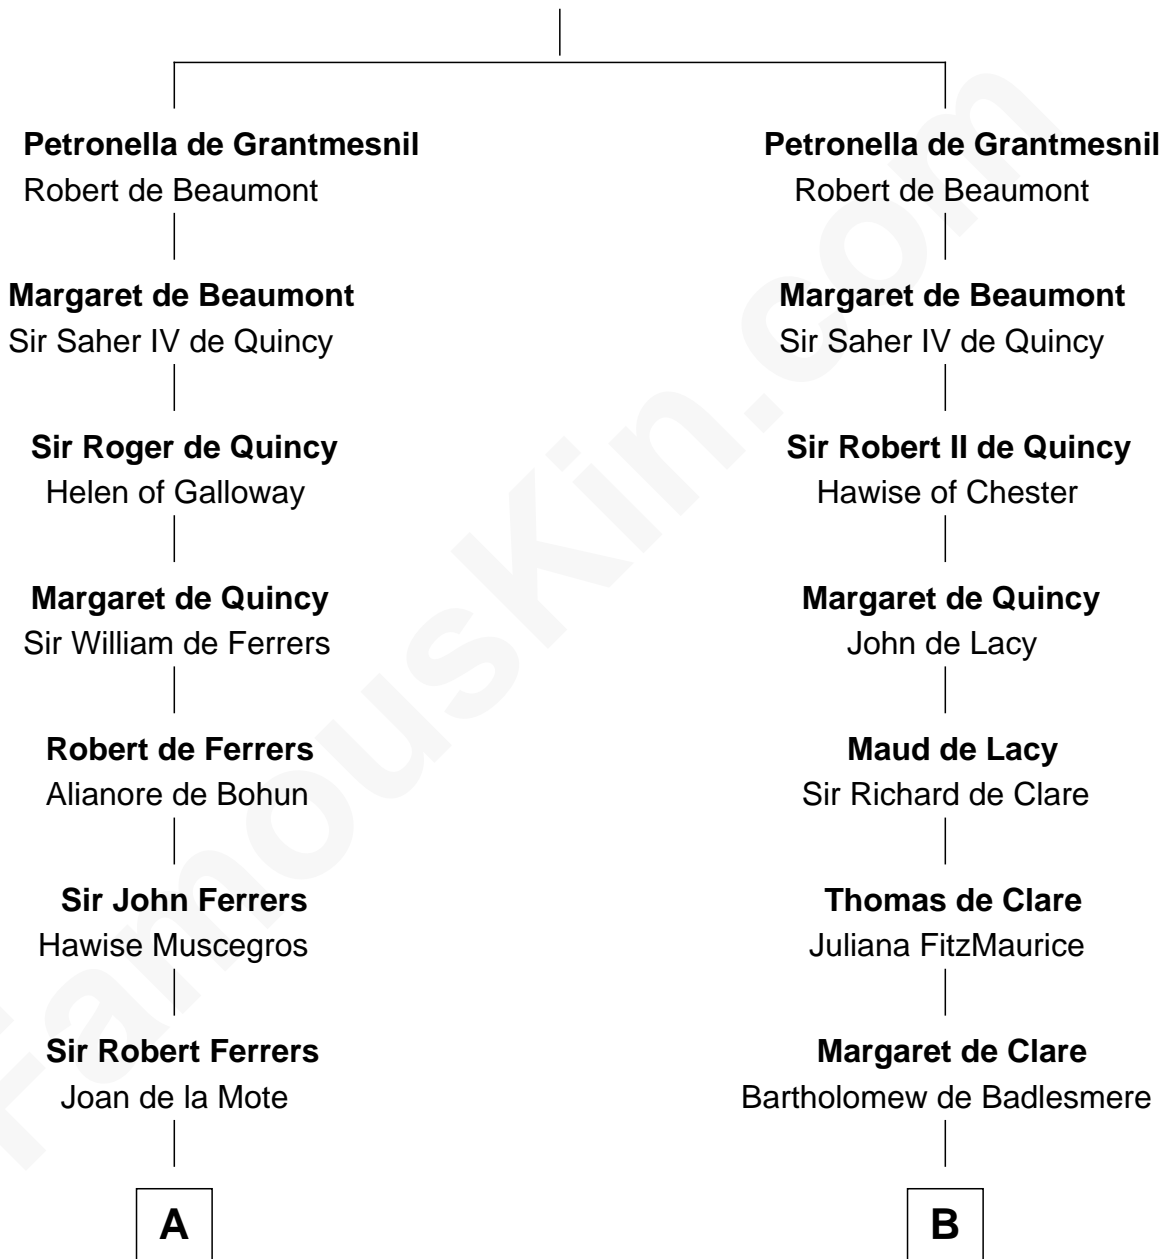 Petronella de Grantmesnil
Robert de Beaumont
Margaret de Beaumont
Sir Saher IV de Quincy
Sir Roger de Quincy
Helen of Galloway
Margaret de Quincy
Sir William de Ferrers
Robert de Ferrers
Alianore de Bohun
Sir John Ferrers
Hawise Muscegros
Sir Robert Ferrers
Joan de la Mote
A
Petronella de Grantmesnil
Robert de Beaumont
Margaret de Beaumont
Sir Saher IV de Quincy
Sir Robert II de Quincy
Hawise of Chester
Margaret de Quincy
John de Lacy
Maud de Lacy
Sir Richard de Clare
Thomas de Clare
Juliana FitzMaurice
Margaret de Clare
Bartholomew de Badlesmere
B
FamousKin.com